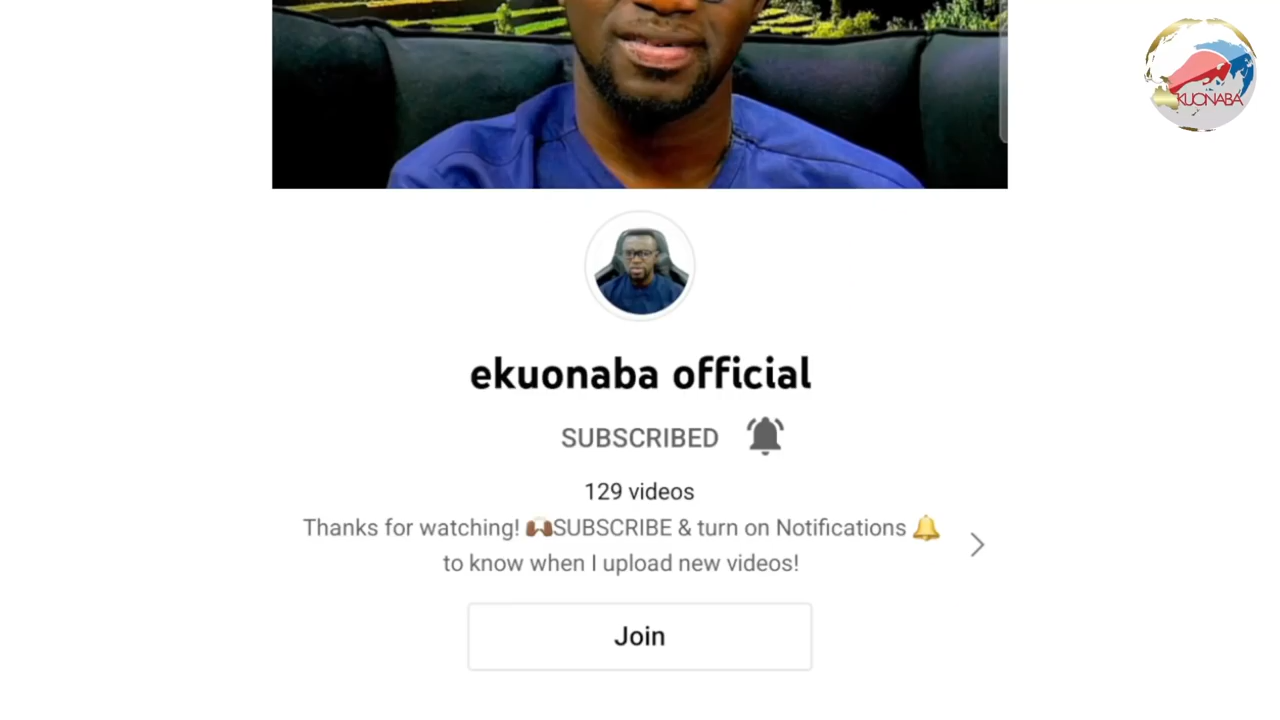 KUONABA
ekuonaba official
SUBSCRIBED
129 videos
Thanks for watching! 🙌🏾SUBSCRIBE & turn on Notifications 🔔
to know when I upload new videos!
Join